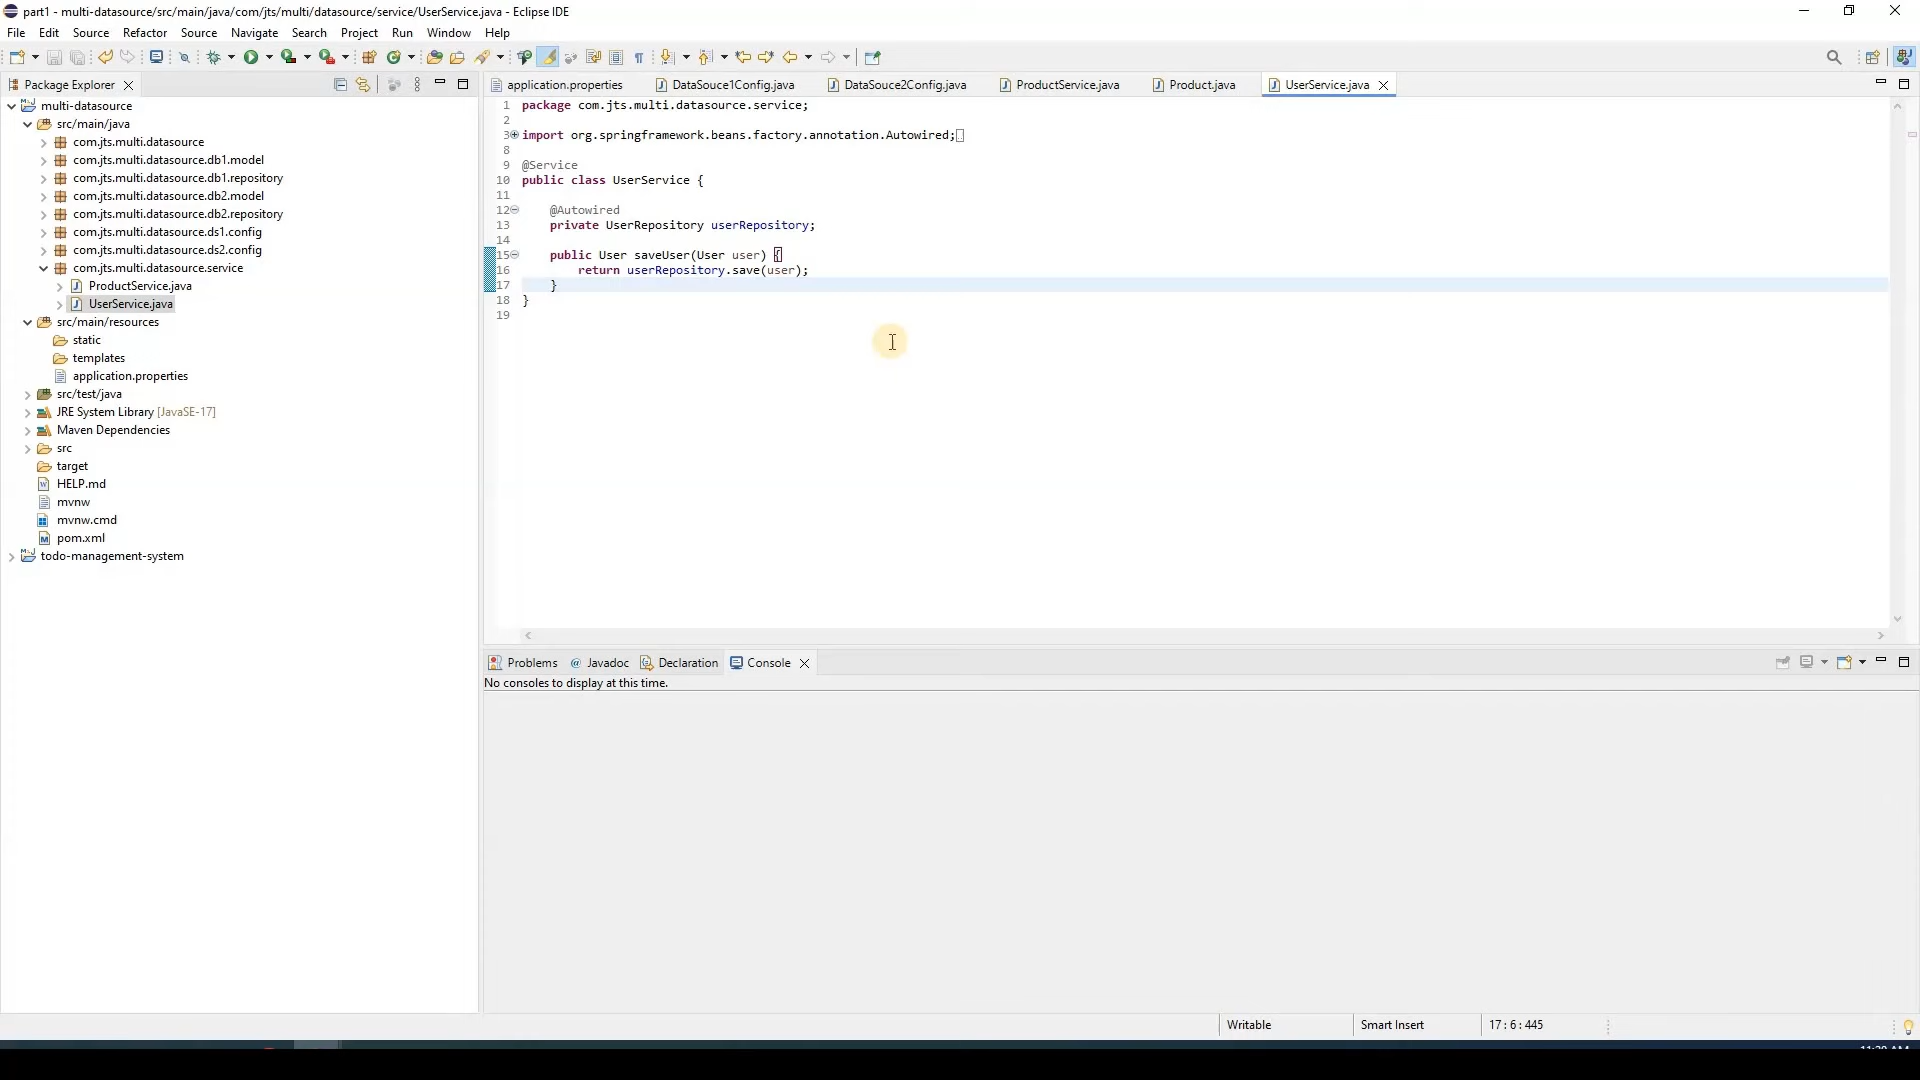 part1 - multi-datasource/src/main/java/com/jts/multi/datasource/service/UserService.java - Eclipse IDE
File Edit Source Refactor Source Navigate Search Project Run Window Help
Package Explorer
multi-datasource
src/main/java
com.jts.multi.datasource
com.jts.multi.datasource.db1.model
com.jts.multi.datasource.db1.repository
com.jts.multi.datasource.db2.model
com.jts.multi.datasource.db2.repository
com.jts.multi.datasource.ds1.config
com.jts.multi.datasource.ds2.config
com.jts.multi.datasource.service
ProductService.java
UserService.java
src/main/resources
static
templates
application.properties
src/test/java
JRE System Library [JavaSE-17]
Maven Dependencies
src
target
HELP.md
mvnw
mvnw.cmd
pom.xml
todo-management-system
application.properties DataSouce1Config.java DataSouce2Config.java ProductService.java Product.java UserService.java
1 package com.jts.multi.datasource.service;
2
3 import org.springframework.beans.factory.annotation.Autowired;
8
9 @Service
10 public class UserService {
11
12 @Autowired
13 private UserRepository userRepository;
14
15 public User saveUser(User user) {
16 return userRepository.save(user);
17 }
18 }
19
Problems @ Javadoc Declaration Console
No consoles to display at this time.
Writable Smart Insert 17 : 6 : 445